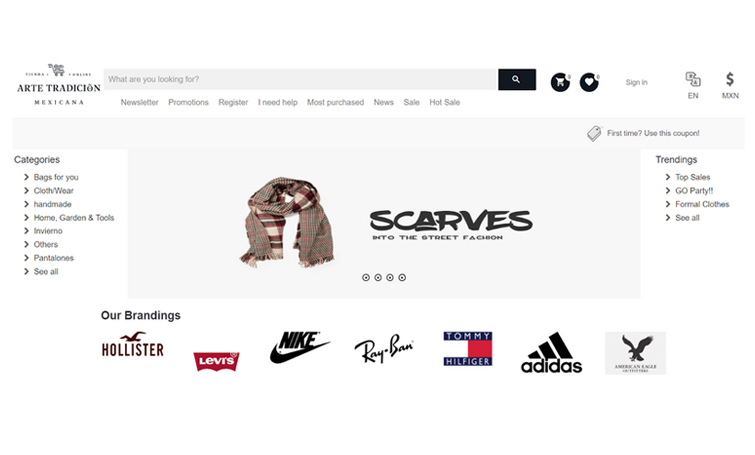 TIENDA ONLINE
ARTE TRADICIÓN
MEXICANA
What are you looking for?
0
0
Sign in
EN
$
MXN
Newsletter Promotions Register I need help Most purchased News Sale Hot Sale
First time? Use this coupon!
Categories
Bags for you
Cloth/Wear
handmade
Home, Garden & Tools
Invierno
Others
Pantalones
See all
SCARVES
INTO THE STREET FACHION
Trendings
Top Sales
GO Party!!
Formal Clothes
See all
Our Brandings
HOLLISTER
LEVI'S
NIKE
Ray-Ban
TOMMY
HILFIGER
adidas
AMERICAN EAGLE
OUTFITTERS